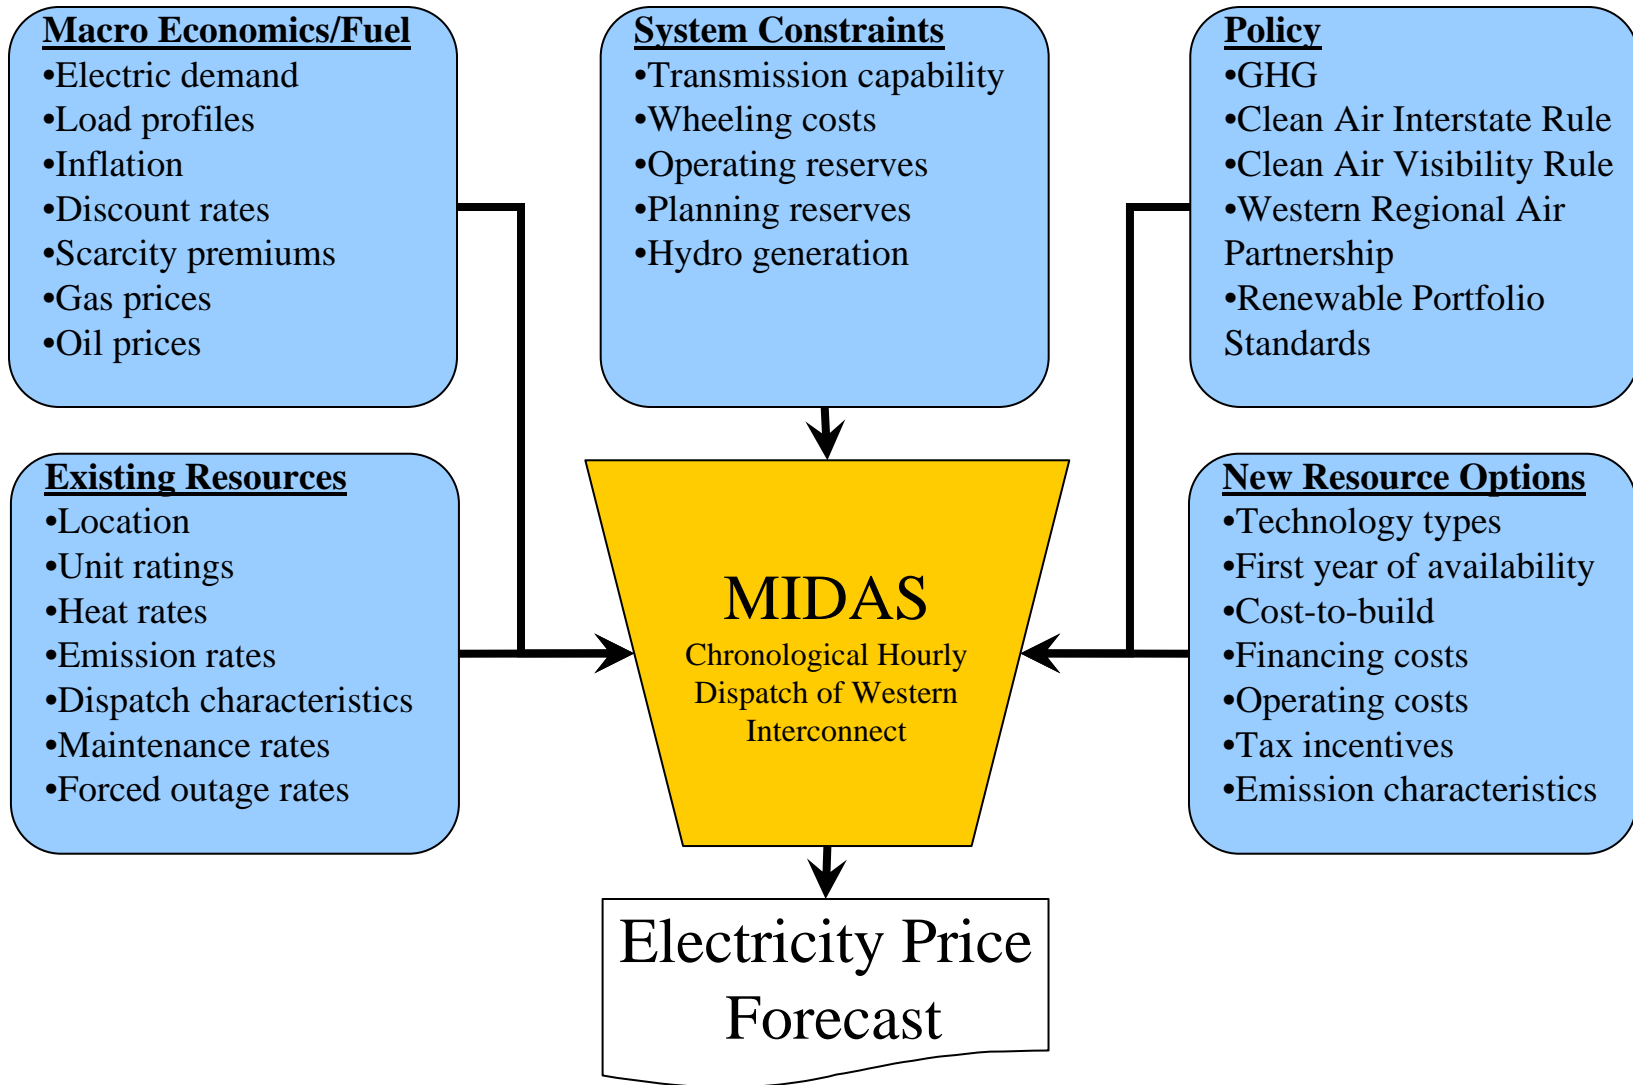 Macro Economics/Fuel
•Electric demand
•Load profiles
•Inflation
•Discount rates
•Scarcity premiums
•Gas prices
•Oil prices
System Constraints
•Transmission capability
•Wheeling costs
•Operating reserves
•Planning reserves
•Hydro generation
Policy
•GHG
•Clean Air Interstate Rule
•Clean Air Visibility Rule
•Western Regional Air
Partnership
•Renewable Portfolio
Standards
Existing Resources
•Location
•Unit ratings
•Heat rates
•Emission rates
•Dispatch characteristics
•Maintenance rates
•Forced outage rates
MIDAS
Chronological Hourly
Dispatch of Western
Interconnect
New Resource Options
•Technology types
•First year of availability
•Cost-to-build
•Financing costs
•Operating costs
•Tax incentives
•Emission characteristics
Electricity Price
Forecast